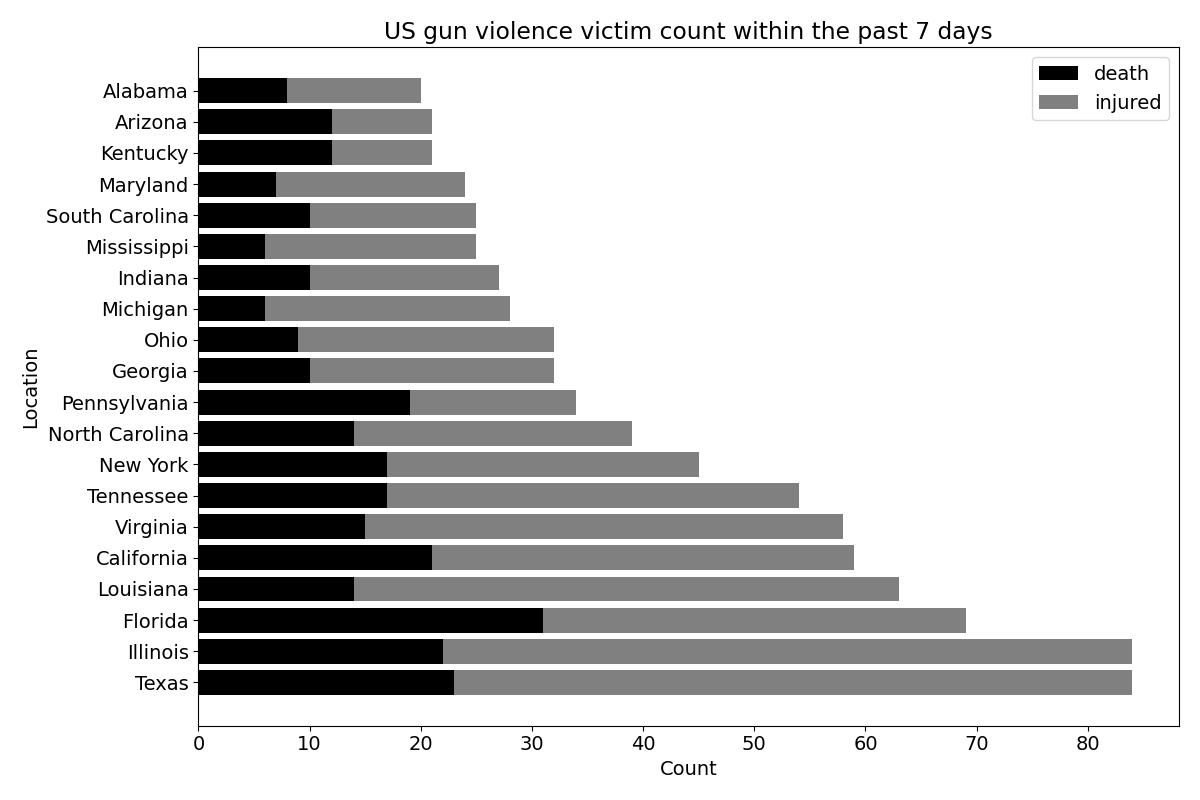 US gun violence victim count within the past 7 days
death
injured
Location
Alabama
Arizona
Kentucky
Maryland
South Carolina
Mississippi
Indiana
Michigan
Ohio
Georgia
Pennsylvania
North Carolina
New York
Tennessee
Virginia
California
Louisiana
Florida
Illinois
Texas
0 10 20 30 40 50 60 70 80
Count